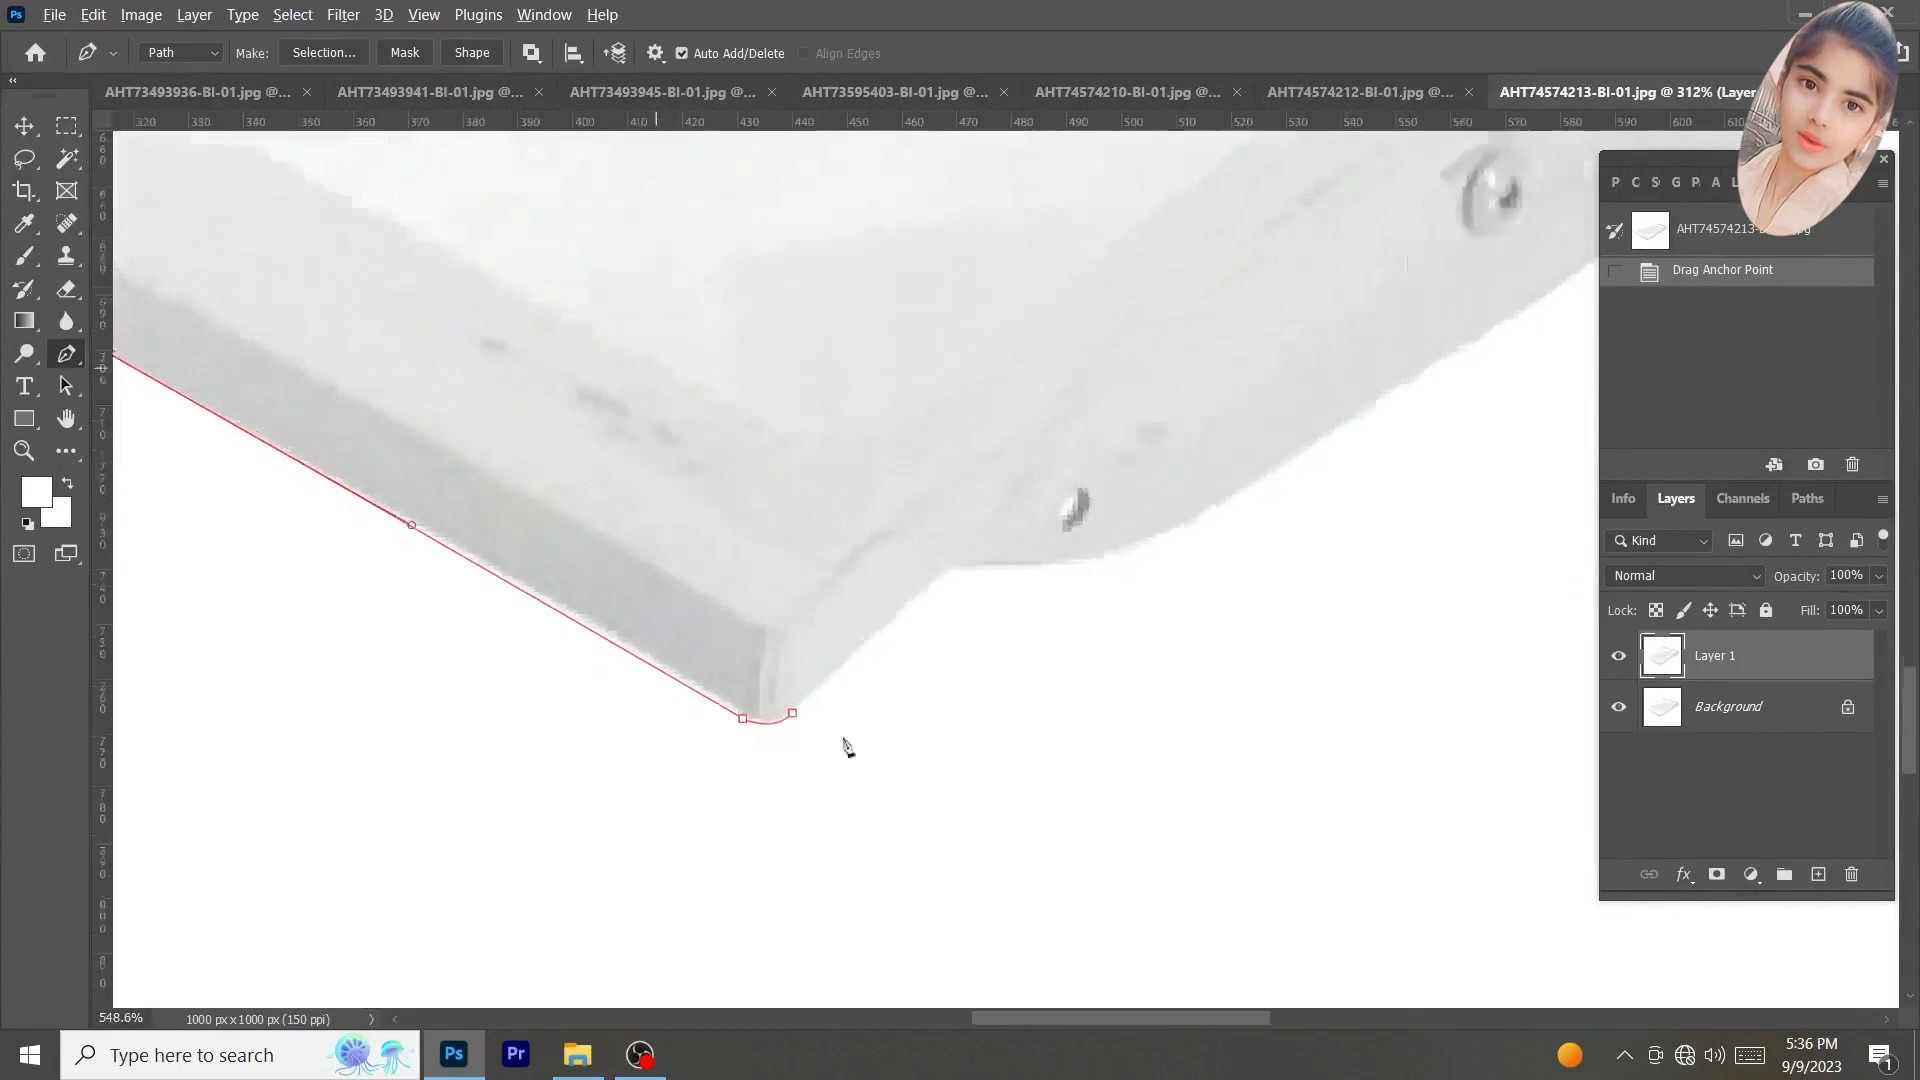 Ps File Edit Image Layer Type Select Filter 3D View Plugins Window Help
Path Make: Selection... Mask Shape Auto Add/Delete Align Edges
AHT73493936-BI-01.jpg @... AHT73493941-BI-01.jpg @... AHT73493945-BI-01.jpg @... AHT73595403-BI-01.jpg @... AHT74574210-BI-01.jpg @... AHT74574212-BI-01.jpg @... AHT74574213-BI-01.jpg @ 312% (Layer
320 330 340 350 360 370 380 390 400 410 420 430 440 450 460 470 480 490 500 510 520 530 540 550 560 570 580 590 600
P C S G P A L
AHT74574213-B
Drag Anchor Point
Info Layers Channels Paths
Kind
Normal Opacity: 100%
Lock: Fill: 100%
Layer 1
Background
fx
548.6% 1000 px x 1000 px (150 ppi)
Type here to search Ps Pr
5:36 PM
9/9/2023
1